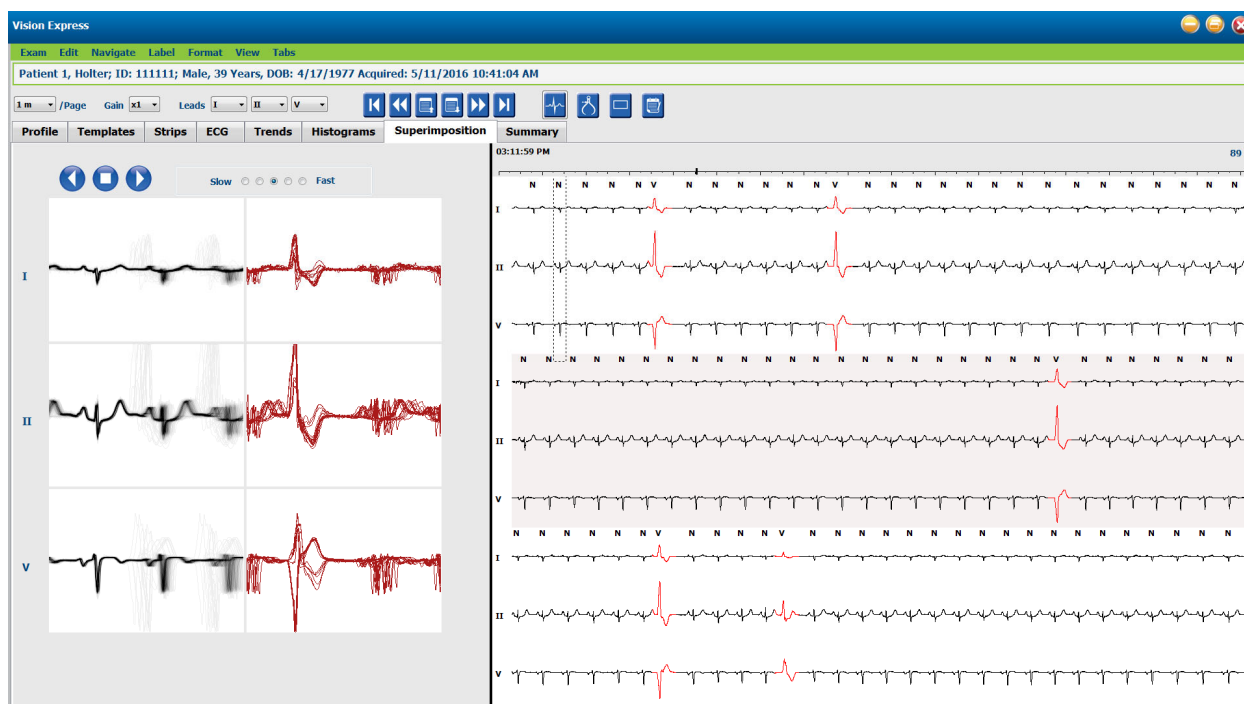 Vision Express
Exam Edit Navigate Label Format View Tabs
Patient 1, Holter; ID: 111111; Male, 39 Years, DOB: 4/17/1977 Acquired: 5/11/2016 10:41:04 AM
1 m /Page Gain x1 Leads I II V
Profile Templates Strips ECG Trends Histograms Superimposition Summary
03:11:59 PM 89
Slow Fast
N N N N N V N N N N N N V N N N N N N N N N N N N N N N N
I
II
V
N N N N N N N N N N N N N N N N N N N N N N V N N N N N N N
I
II
V
N N N N N N V N N N N V N N N N N N N N N N N N N N N N N N
I
II
V
I
II
V